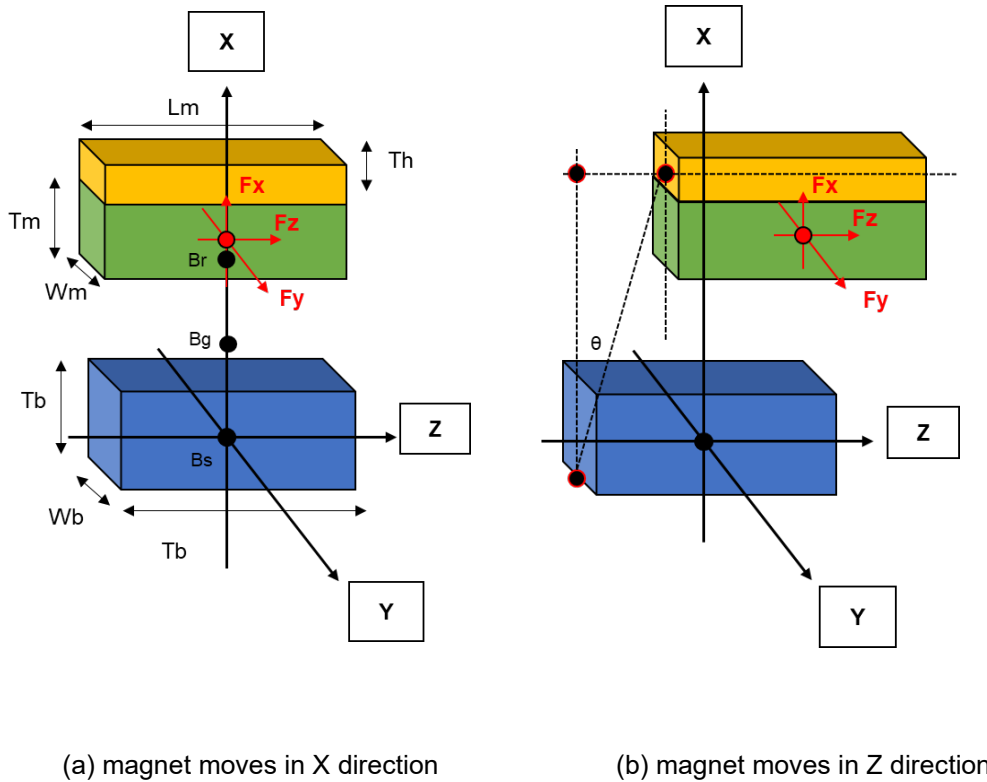 X
Lm
Th
Fx
Tm
Fz
Br
Wm
Fy
Bg
Tb
Z
Bs
Wb
Tb
Y
(a) magnet moves in X direction
X
Fx
Fz
Fy
θ
Z
Y
(b) magnet moves in Z direction